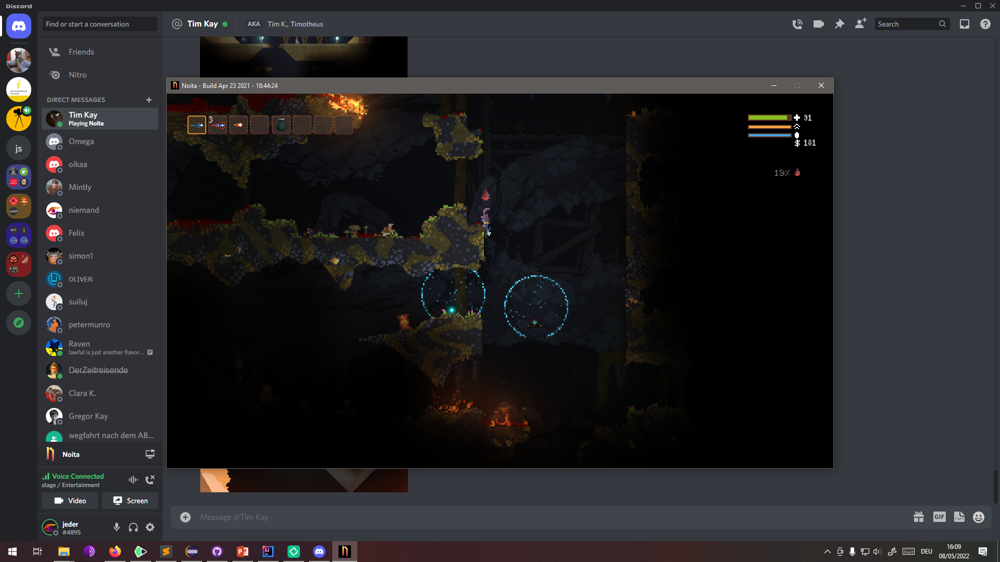 Discord
Find or start a conversation
Tim Kay
AKA
Tim K., Timotheus
Search
Friends
Nitro
DIRECT MESSAGES
Tim Kay
Playing Noita
Omega
oikaa
Mintly
niemand
Felix
simon1
OLIVER
suiluj
petermunro
Raven
lawful is just another flavor...
DerZeitreisende
Clara K.
Gregor Kay
wegfahrt nach dem AB...
js
Noita
Voice Connected
stage / Entertainment
Video
Screen
jeder
#4895
Noita - Build Apr 23 2021 - 18:44:24
3
91
$ 181
19%
Message @Tim Kay
GIF
DEU
16:09
08/05/2022